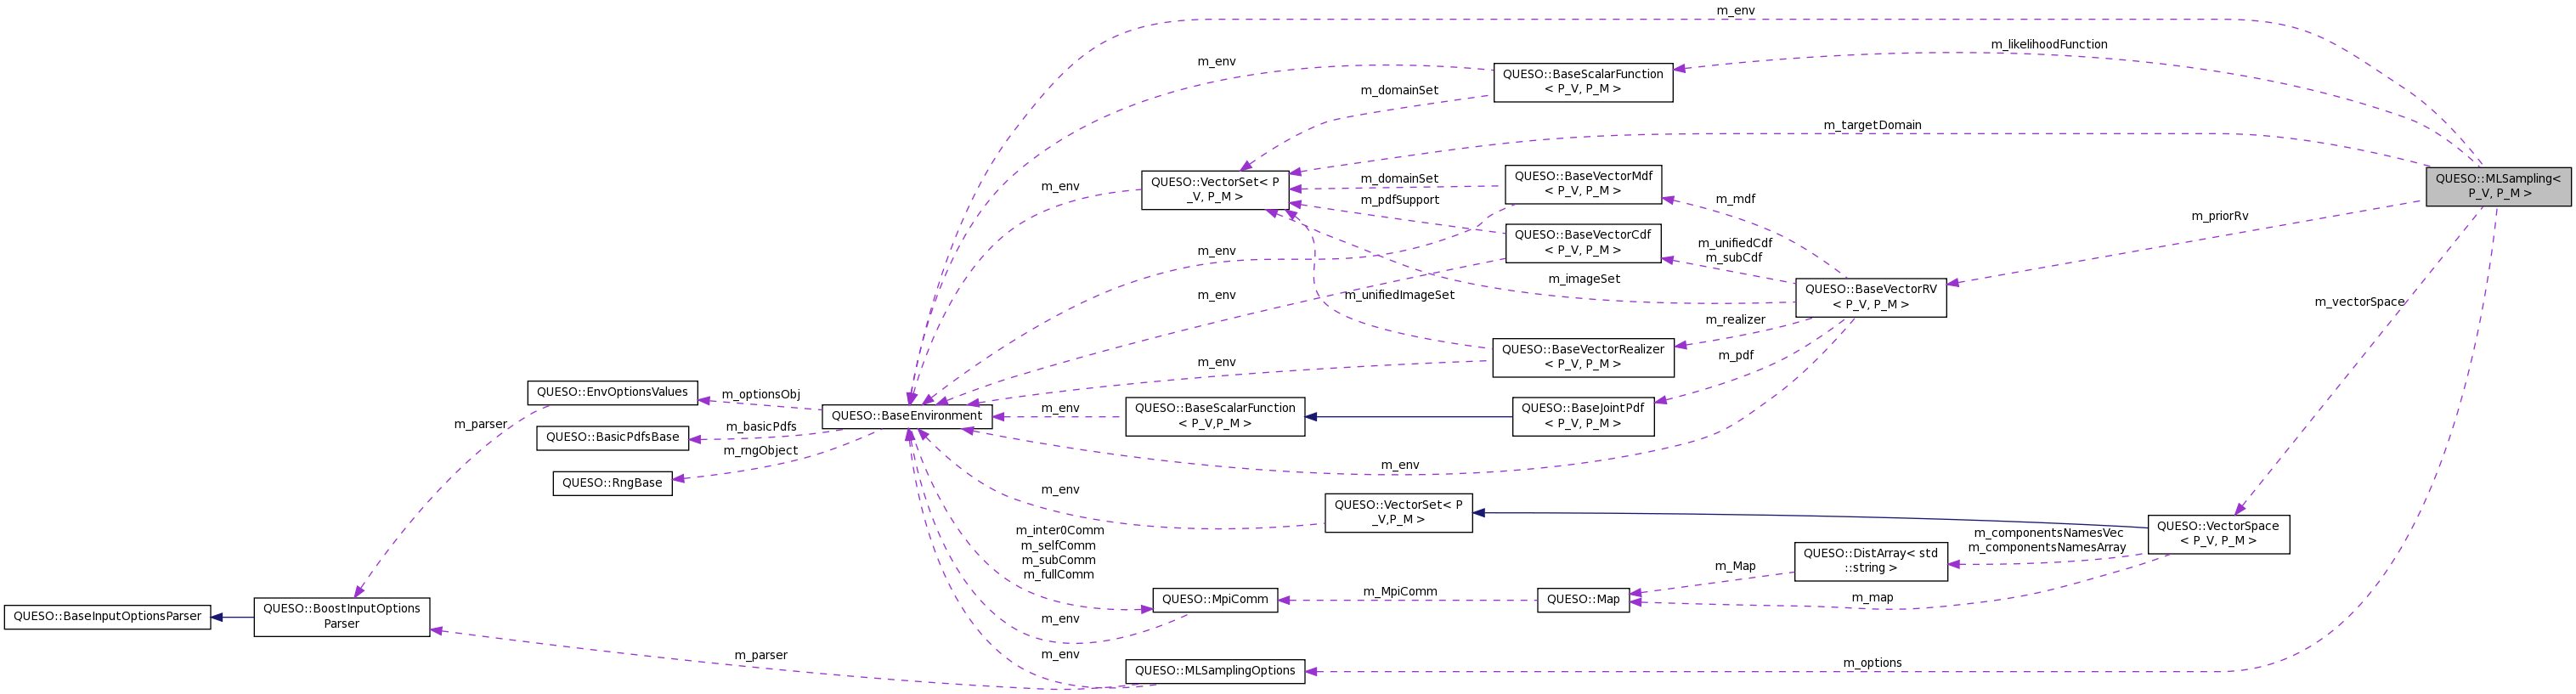 m_env
m_likelihoodFunction
m_env
QUESO::BaseScalarFunction
< P_V, P_M >
m_domainSet
m_targetDomain
QUESO::VectorSet< P
_V, P_M >
m_env
m_domainSet
m_pdfSupport
QUESO::BaseVectorMdf
< P_V, P_M >
m_mdf
QUESO::MLSampling<
P_V, P_M >
m_priorRv
m_env
QUESO::BaseVectorCdf
< P_V, P_M >
m_unifiedCdf
m_subCdf
m_env
m_unifiedImageSet
m_imageSet
QUESO::BaseVectorRV
< P_V, P_M >
m_vectorSpace
m_realizer
m_env
QUESO::BaseVectorRealizer
< P_V, P_M >
m_pdf
QUESO::EnvOptionsValues
m_optionsObj
QUESO::BaseEnvironment
m_env
QUESO::BaseScalarFunction
< P_V,P_M >
QUESO::BaseJointPdf
< P_V, P_M >
m_parser
QUESO::BasicPdfsBase
m_basicPdfs
m_rngObject
QUESO::RngBase
m_env
m_env
QUESO::VectorSet< P
_V,P_M >
QUESO::VectorSpace
< P_V, P_M >
m_inter0Comm
m_selfComm
m_subComm
m_fullComm
m_componentsNamesVec
m_componentsNamesArray
QUESO::DistArray< std
::string >
m_Map
m_map
QUESO::MpiComm
m_MpiComm
QUESO::Map
m_env
QUESO::BaseInputOptionsParser
QUESO::BoostInputOptions
Parser
m_parser
m_env
QUESO::MLSamplingOptions
m_options